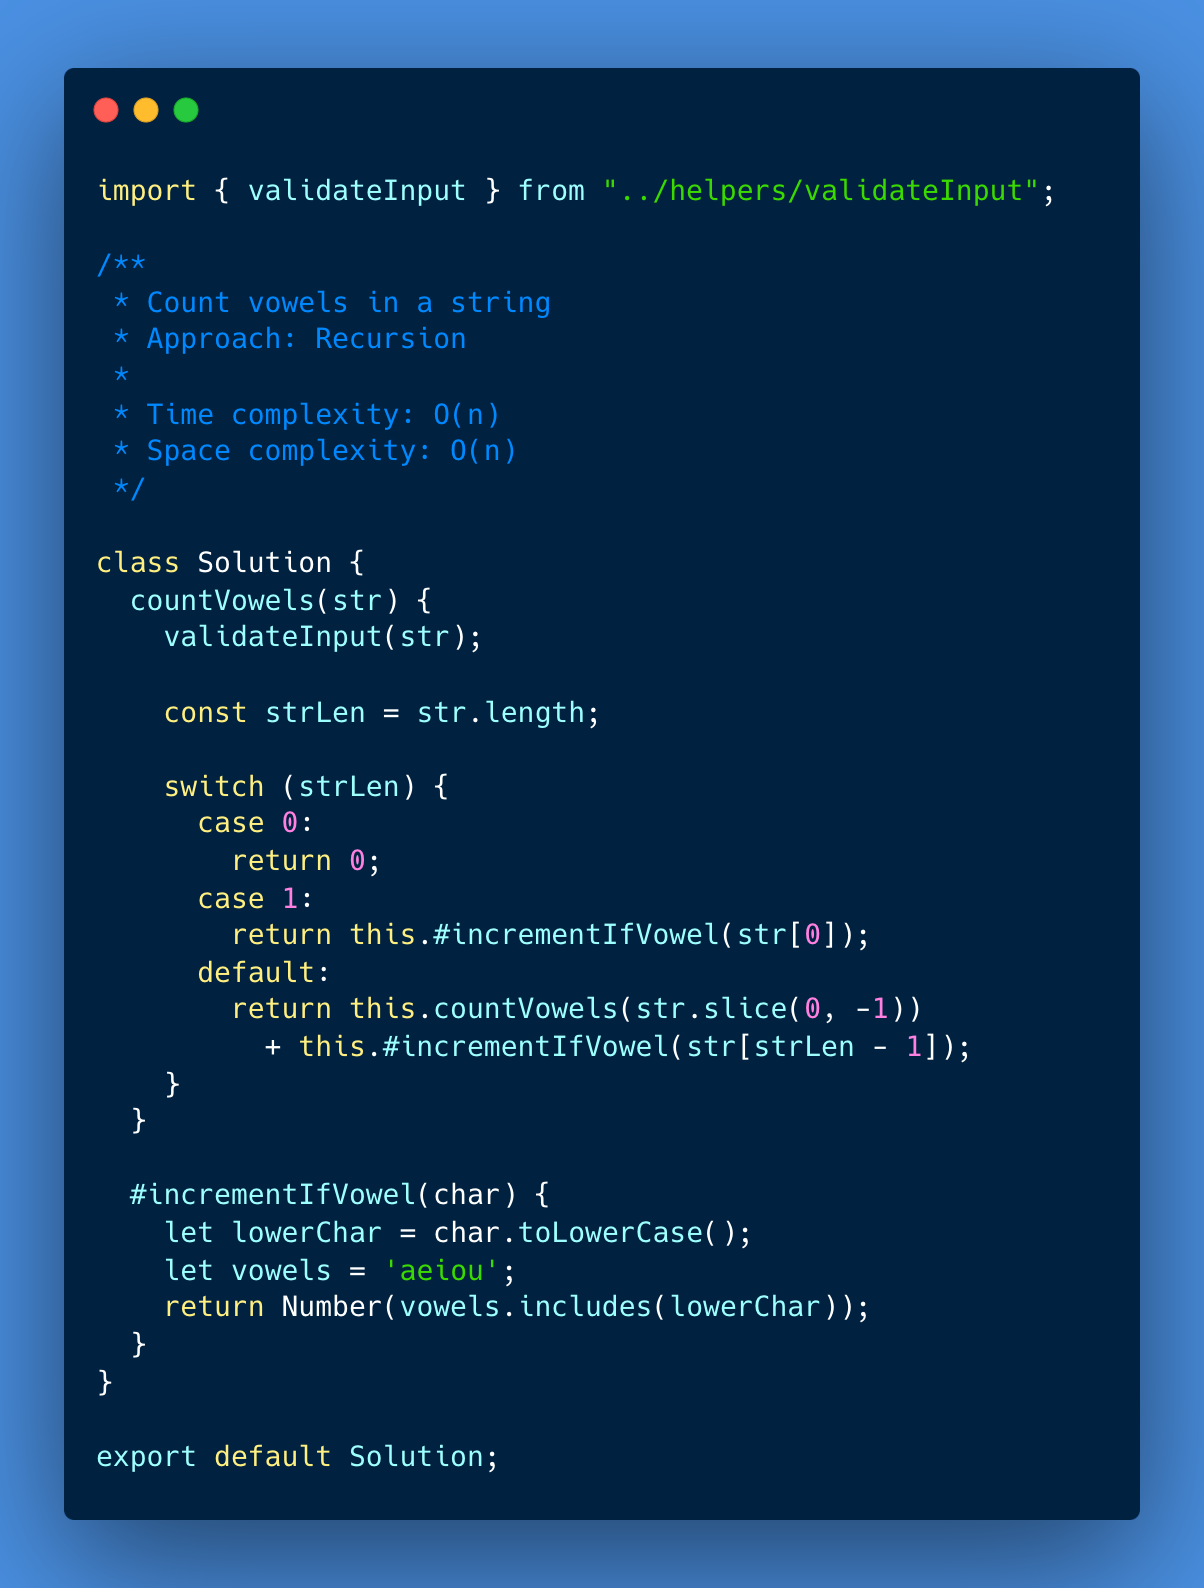 import { validateInput } from "../helpers/validateInput";

/**
 * Count vowels in a string
 * Approach: Recursion
 *
 * Time complexity: O(n)
 * Space complexity: O(n)
 */

class Solution {
  countVowels(str) {
    validateInput(str);

    const strLen = str.length;

    switch (strLen) {
      case 0:
        return 0;
      case 1:
        return this.#incrementIfVowel(str[0]);
      default:
        return this.countVowels(str.slice(0, -1))
          + this.#incrementIfVowel(str[strLen - 1]);
    }
  }

  #incrementIfVowel(char) {
    let lowerChar = char.toLowerCase();
    let vowels = 'aeiou';
    return Number(vowels.includes(lowerChar));
  }
}

export default Solution;